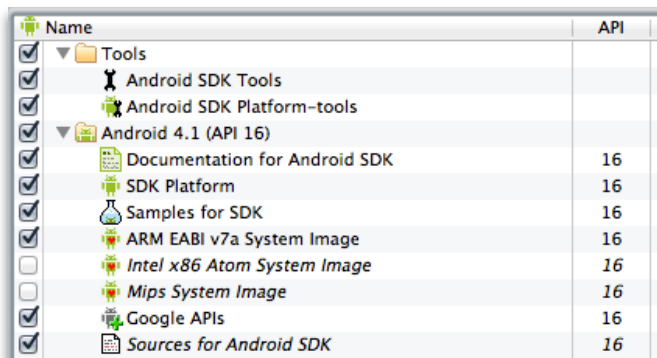 Name API
Tools
Android SDK Tools
Android SDK Platform-tools
Android 4.1 (API 16)
Documentation for Android SDK 16
SDK Platform 16
Samples for SDK 16
ARM EABI v7a System Image 16
Intel x86 Atom System Image 16
Mips System Image 16
Google APIs 16
Sources for Android SDK 16